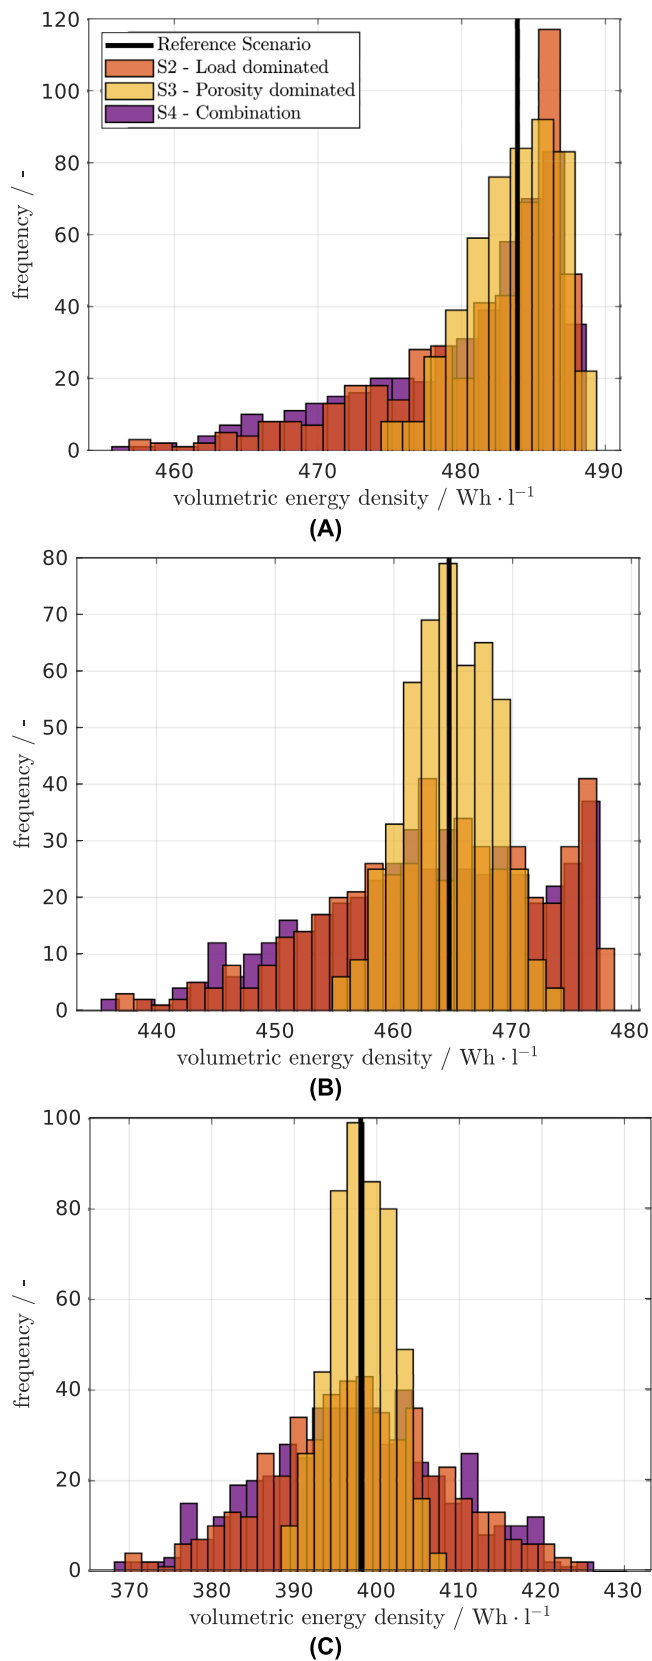 120
100
80
60
40
20
0
frequency / -
Reference Scenario
S2 - Load dominated
S3 - Porosity dominated
S4 - Combination
460 470 480 490
volumetric energy density / Wh · l⁻¹
(A)
80
70
60
50
40
30
20
10
0
frequency / -
440 450 460 470 480
volumetric energy density / Wh · l⁻¹
(B)
100
80
60
40
20
0
frequency / -
370 380 390 400 410 420 430
volumetric energy density / Wh · l⁻¹
(C)